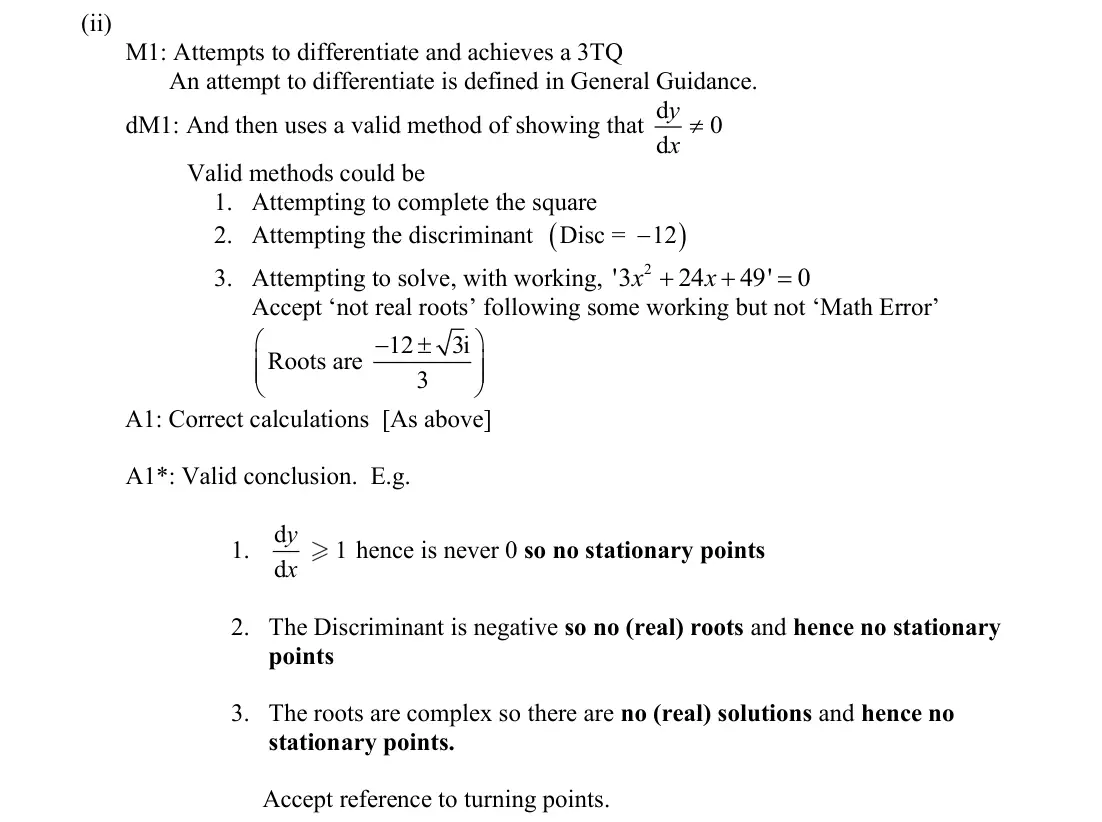 (ii)
M1: Attempts to differentiate and achieves a 3TQ
An attempt to differentiate is defined in General Guidance.
dM1: And then uses a valid method of showing that dy/dx ≠ 0
Valid methods could be
1. Attempting to complete the square
2. Attempting the discriminant (Disc = −12)
3. Attempting to solve, with working, '3x² + 24x + 49' = 0
Accept ‘not real roots’ following some working but not ‘Math Error’
(Roots are (−12 ± √3i)/3)
A1: Correct calculations [As above]
A1*: Valid conclusion. E.g.
1. dy/dx ⩾ 1 hence is never 0 so no stationary points
2. The Discriminant is negative so no (real) roots and hence no stationary
points
3. The roots are complex so there are no (real) solutions and hence no
stationary points.
Accept reference to turning points.